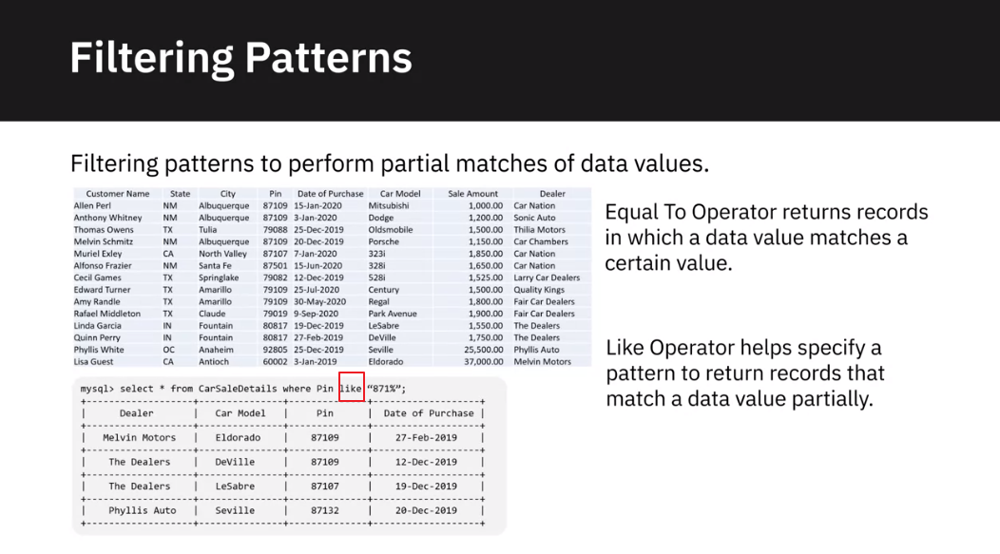 Filtering Patterns
Filtering patterns to perform partial matches of data values.
Customer Name State City Pin Date of Purchase Car Model Sale Amount Dealer
Allen Perl NM Albuquerque 87109 15-Jan-2020 Mitsubishi 1,000.00 Car Nation
Anthony Whitney NM Albuquerque 87109 3-Jan-2020 Dodge 1,200.00 Sonic Auto
Thomas Owens TX Tulia 79088 25-Dec-2019 Oldsmobile 1,500.00 Thilia Motors
Melvin Schmitz NM Albuquerque 87109 20-Dec-2019 Porsche 1,150.00 Car Chambers
Muriel Exley CA North Valley 87107 7-Jan-2020 323i 1,850.00 Car Nation
Alfonso Frazier NM Santa Fe 87501 15-Jun-2020 328i 1,650.00 Car Nation
Cecil Games TX Springlake 79082 12-Dec-2019 528i 1,525.00 Larry Car Dealers
Edward Turner TX Amarillo 79109 25-Jul-2020 Century 1,500.00 Quality Kings
Amy Randle TX Amarillo 79109 30-May-2020 Regal 1,800.00 Fair Car Dealers
Rafael Middleton TX Claude 79019 9-Sep-2020 Park Avenue 1,900.00 Fair Car Dealers
Linda Garcia IN Fountain 80817 19-Dec-2019 LeSabre 1,550.00 The Dealers
Quinn Perry IN Fountain 80817 27-Feb-2019 DeVille 1,750.00 The Dealers
Phyllis White OC Anaheim 92805 25-Dec-2019 Seville 25,500.00 Phyllis Auto
Lisa Guest CA Antioch 60002 3-Jan-2019 Eldorado 37,000.00 Melvin Motors
mysql> select * from CarSaleDetails where Pin like “871%”;
Dealer | Car Model | Pin | Date of Purchase
Melvin Motors | Eldorado | 87109 | 27-Feb-2019
The Dealers | DeVille | 87109 | 12-Dec-2019
The Dealers | LeSabre | 87107 | 19-Dec-2019
Phyllis Auto | Seville | 87132 | 20-Dec-2019
Equal To Operator returns records
in which a data value matches a
certain value.
Like Operator helps specify a
pattern to return records that
match a data value partially.